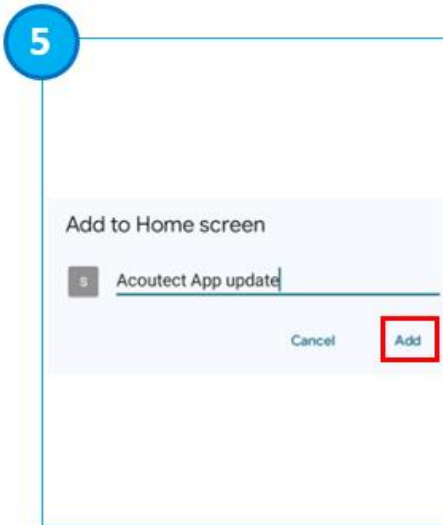 5
Add to Home screen
s
Acoutect App update
Cancel Add